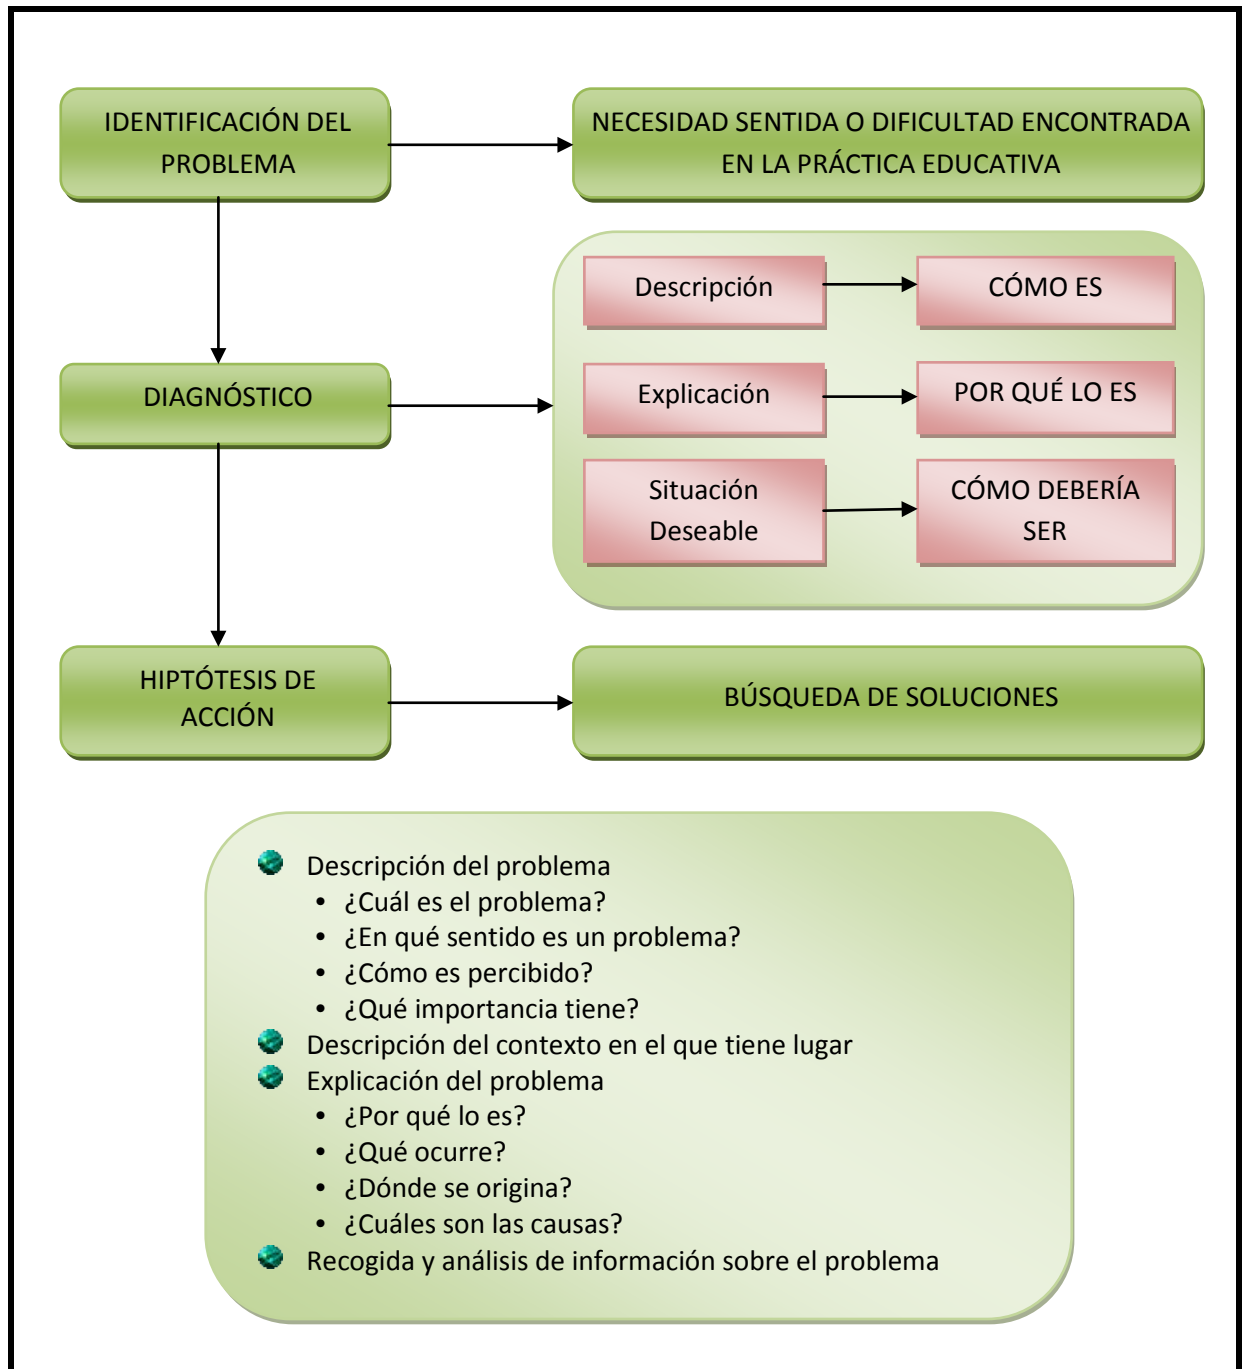 IDENTIFICACIÓN DEL
PROBLEMA
NECESIDAD SENTIDA O DIFICULTAD ENCONTRADA
EN LA PRÁCTICA EDUCATIVA
DIAGNÓSTICO
Descripción
CÓMO ES
Explicación
POR QUÉ LO ES
Situación
Deseable
CÓMO DEBERÍA
SER
HIPTÓTESIS DE
ACCIÓN
BÚSQUEDA DE SOLUCIONES
Descripción del problema
• ¿Cuál es el problema?
• ¿En qué sentido es un problema?
• ¿Cómo es percibido?
• ¿Qué importancia tiene?
Descripción del contexto en el que tiene lugar
Explicación del problema
• ¿Por qué lo es?
• ¿Qué ocurre?
• ¿Dónde se origina?
• ¿Cuáles son las causas?
Recogida y análisis de información sobre el problema